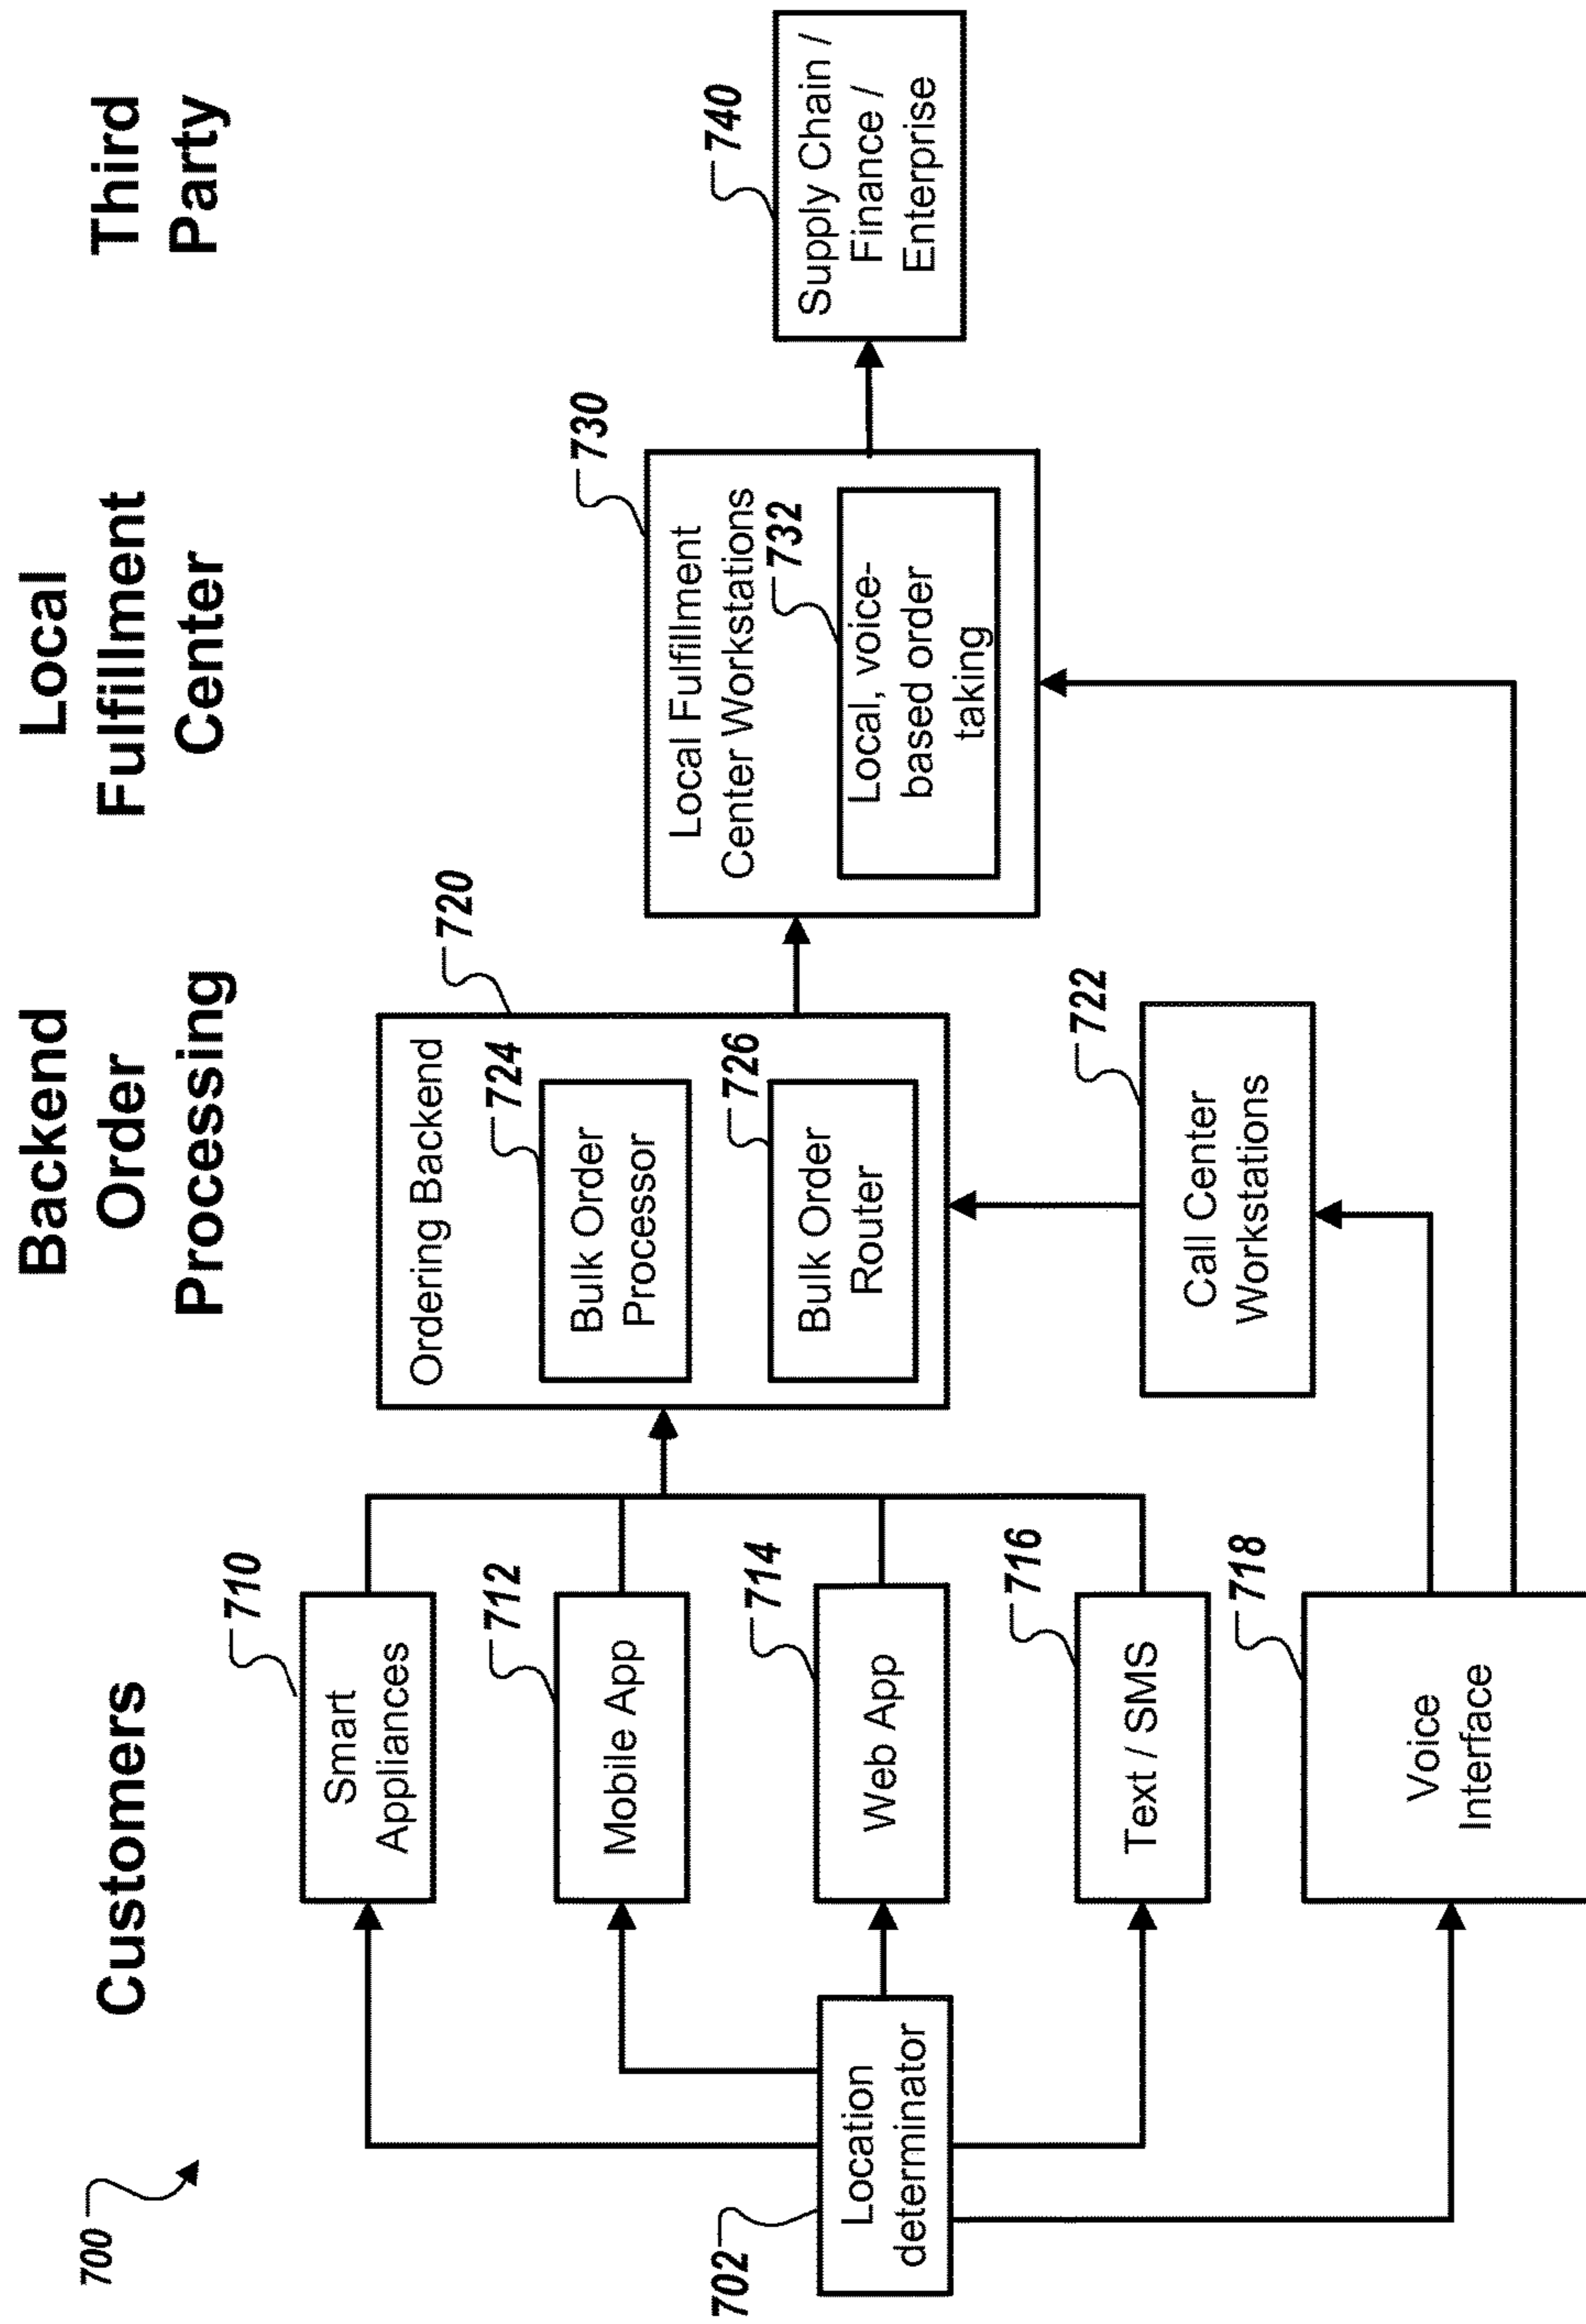 700
Customers
Backend
Order
Processing
Local
Fulfillment
Center
Third
Party
702
Location
determinator
710
Smart
Appliances
712
Mobile App
714
Web App
716
Text / SMS
718
Voice
Interface
720
Ordering Backend
724
Bulk Order
Processor
726
Bulk Order
Router
722
Call Center
Workstations
730
Local Fulfillment
Center Workstations
732
Local, voice-
based order
taking
740
Supply Chain /
Finance /
Enterprise